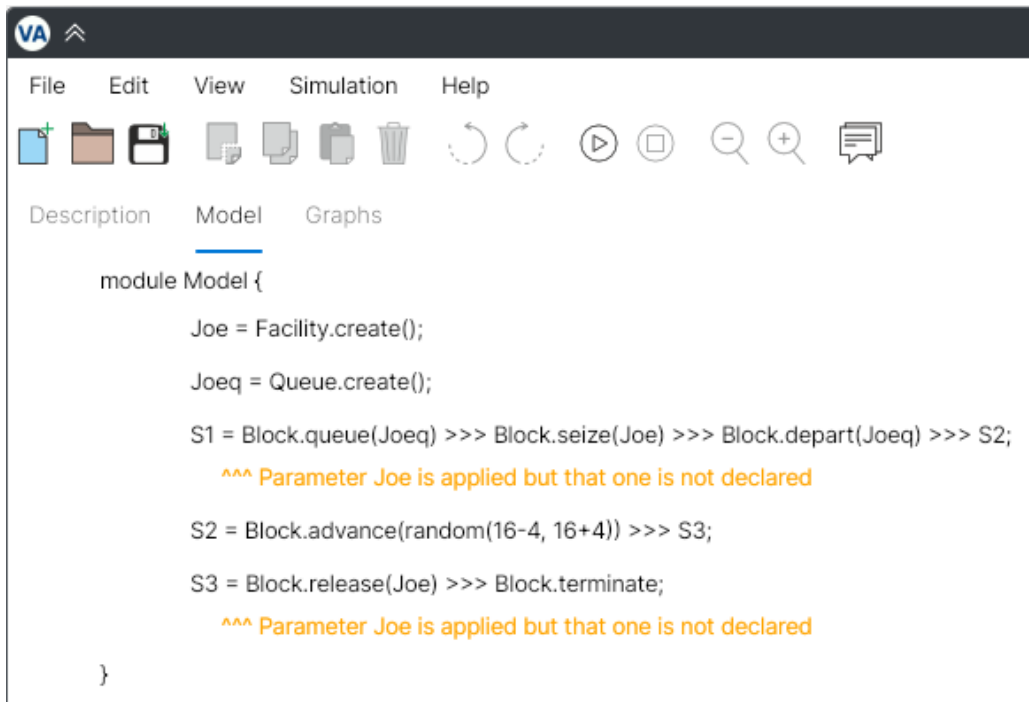 VA
File Edit View Simulation Help
Description Model Graphs
module Model {
Joe = Facility.create();
Joeq = Queue.create();
S1 = Block.queue(Joeq) >>> Block.seize(Joe) >>> Block.depart(Joeq) >>> S2;
^^^ Parameter Joe is applied but that one is not declared
S2 = Block.advance(random(16-4, 16+4)) >>> S3;
S3 = Block.release(Joe) >>> Block.terminate;
^^^ Parameter Joe is applied but that one is not declared
}